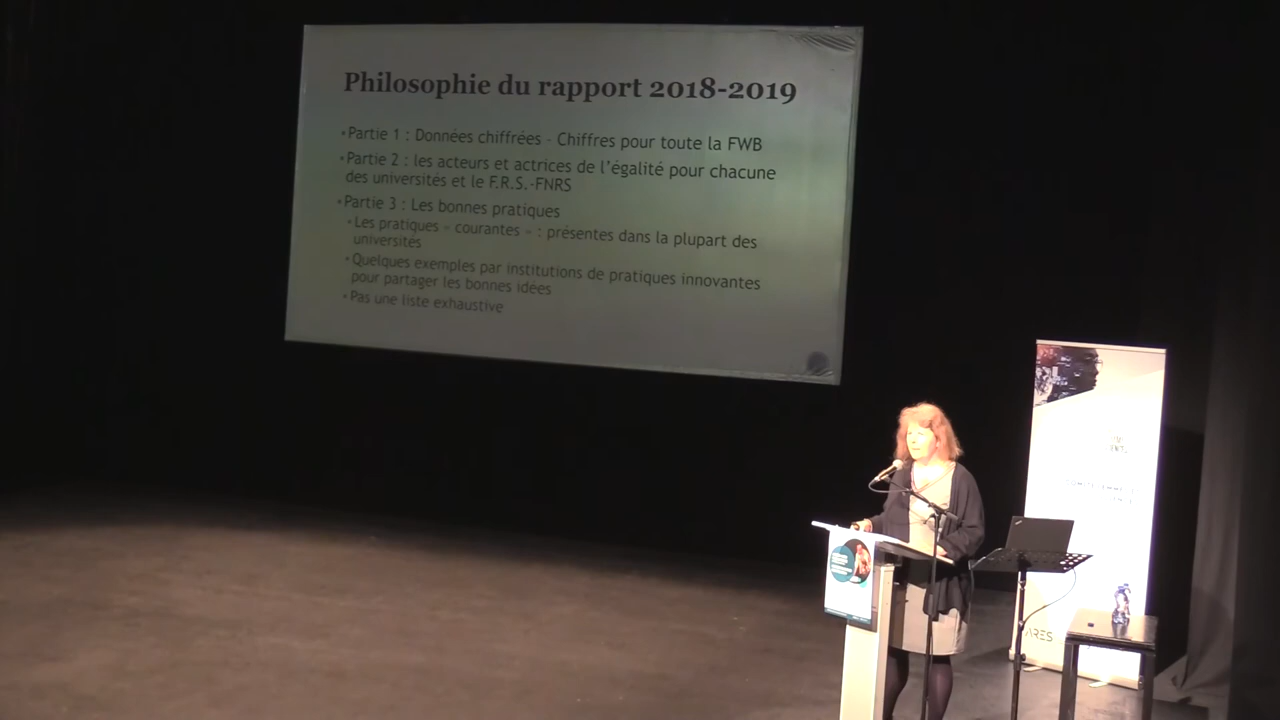 Philosophie du rapport 2018-2019
•Partie 1 : Données chiffrées - Chiffres pour toute la FWB
•Partie 2 : les acteurs et actrices de l'égalité pour chacune
des universités et le F.R.S.-FNRS
•Partie 3 : Les bonnes pratiques
•Les pratiques « courantes » : présentes dans la plupart des
universités
•Quelques exemples par institutions de pratiques innovantes
pour partager les bonnes idées
•Pas une liste exhaustive
ARES